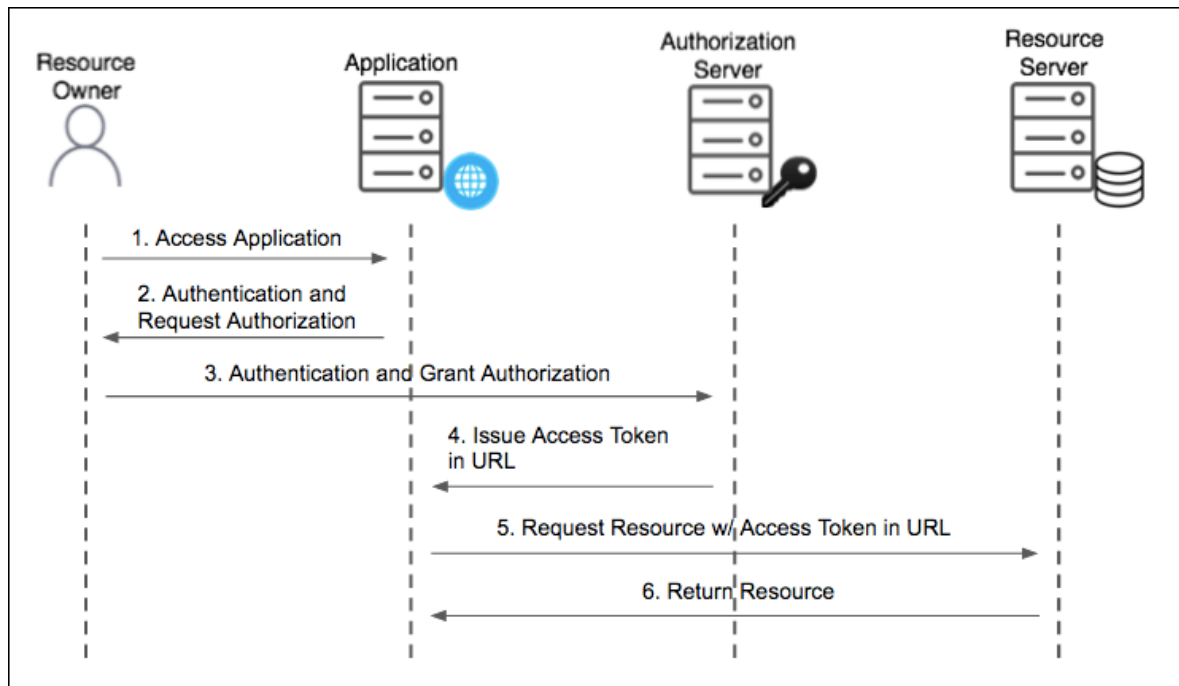 Resource
Owner
Application
Authorization
Server
Resource
Server
1. Access Application
2. Authentication and
Request Authorization
3. Authentication and Grant Authorization
4. Issue Access Token
in URL
5. Request Resource w/ Access Token in URL
6. Return Resource